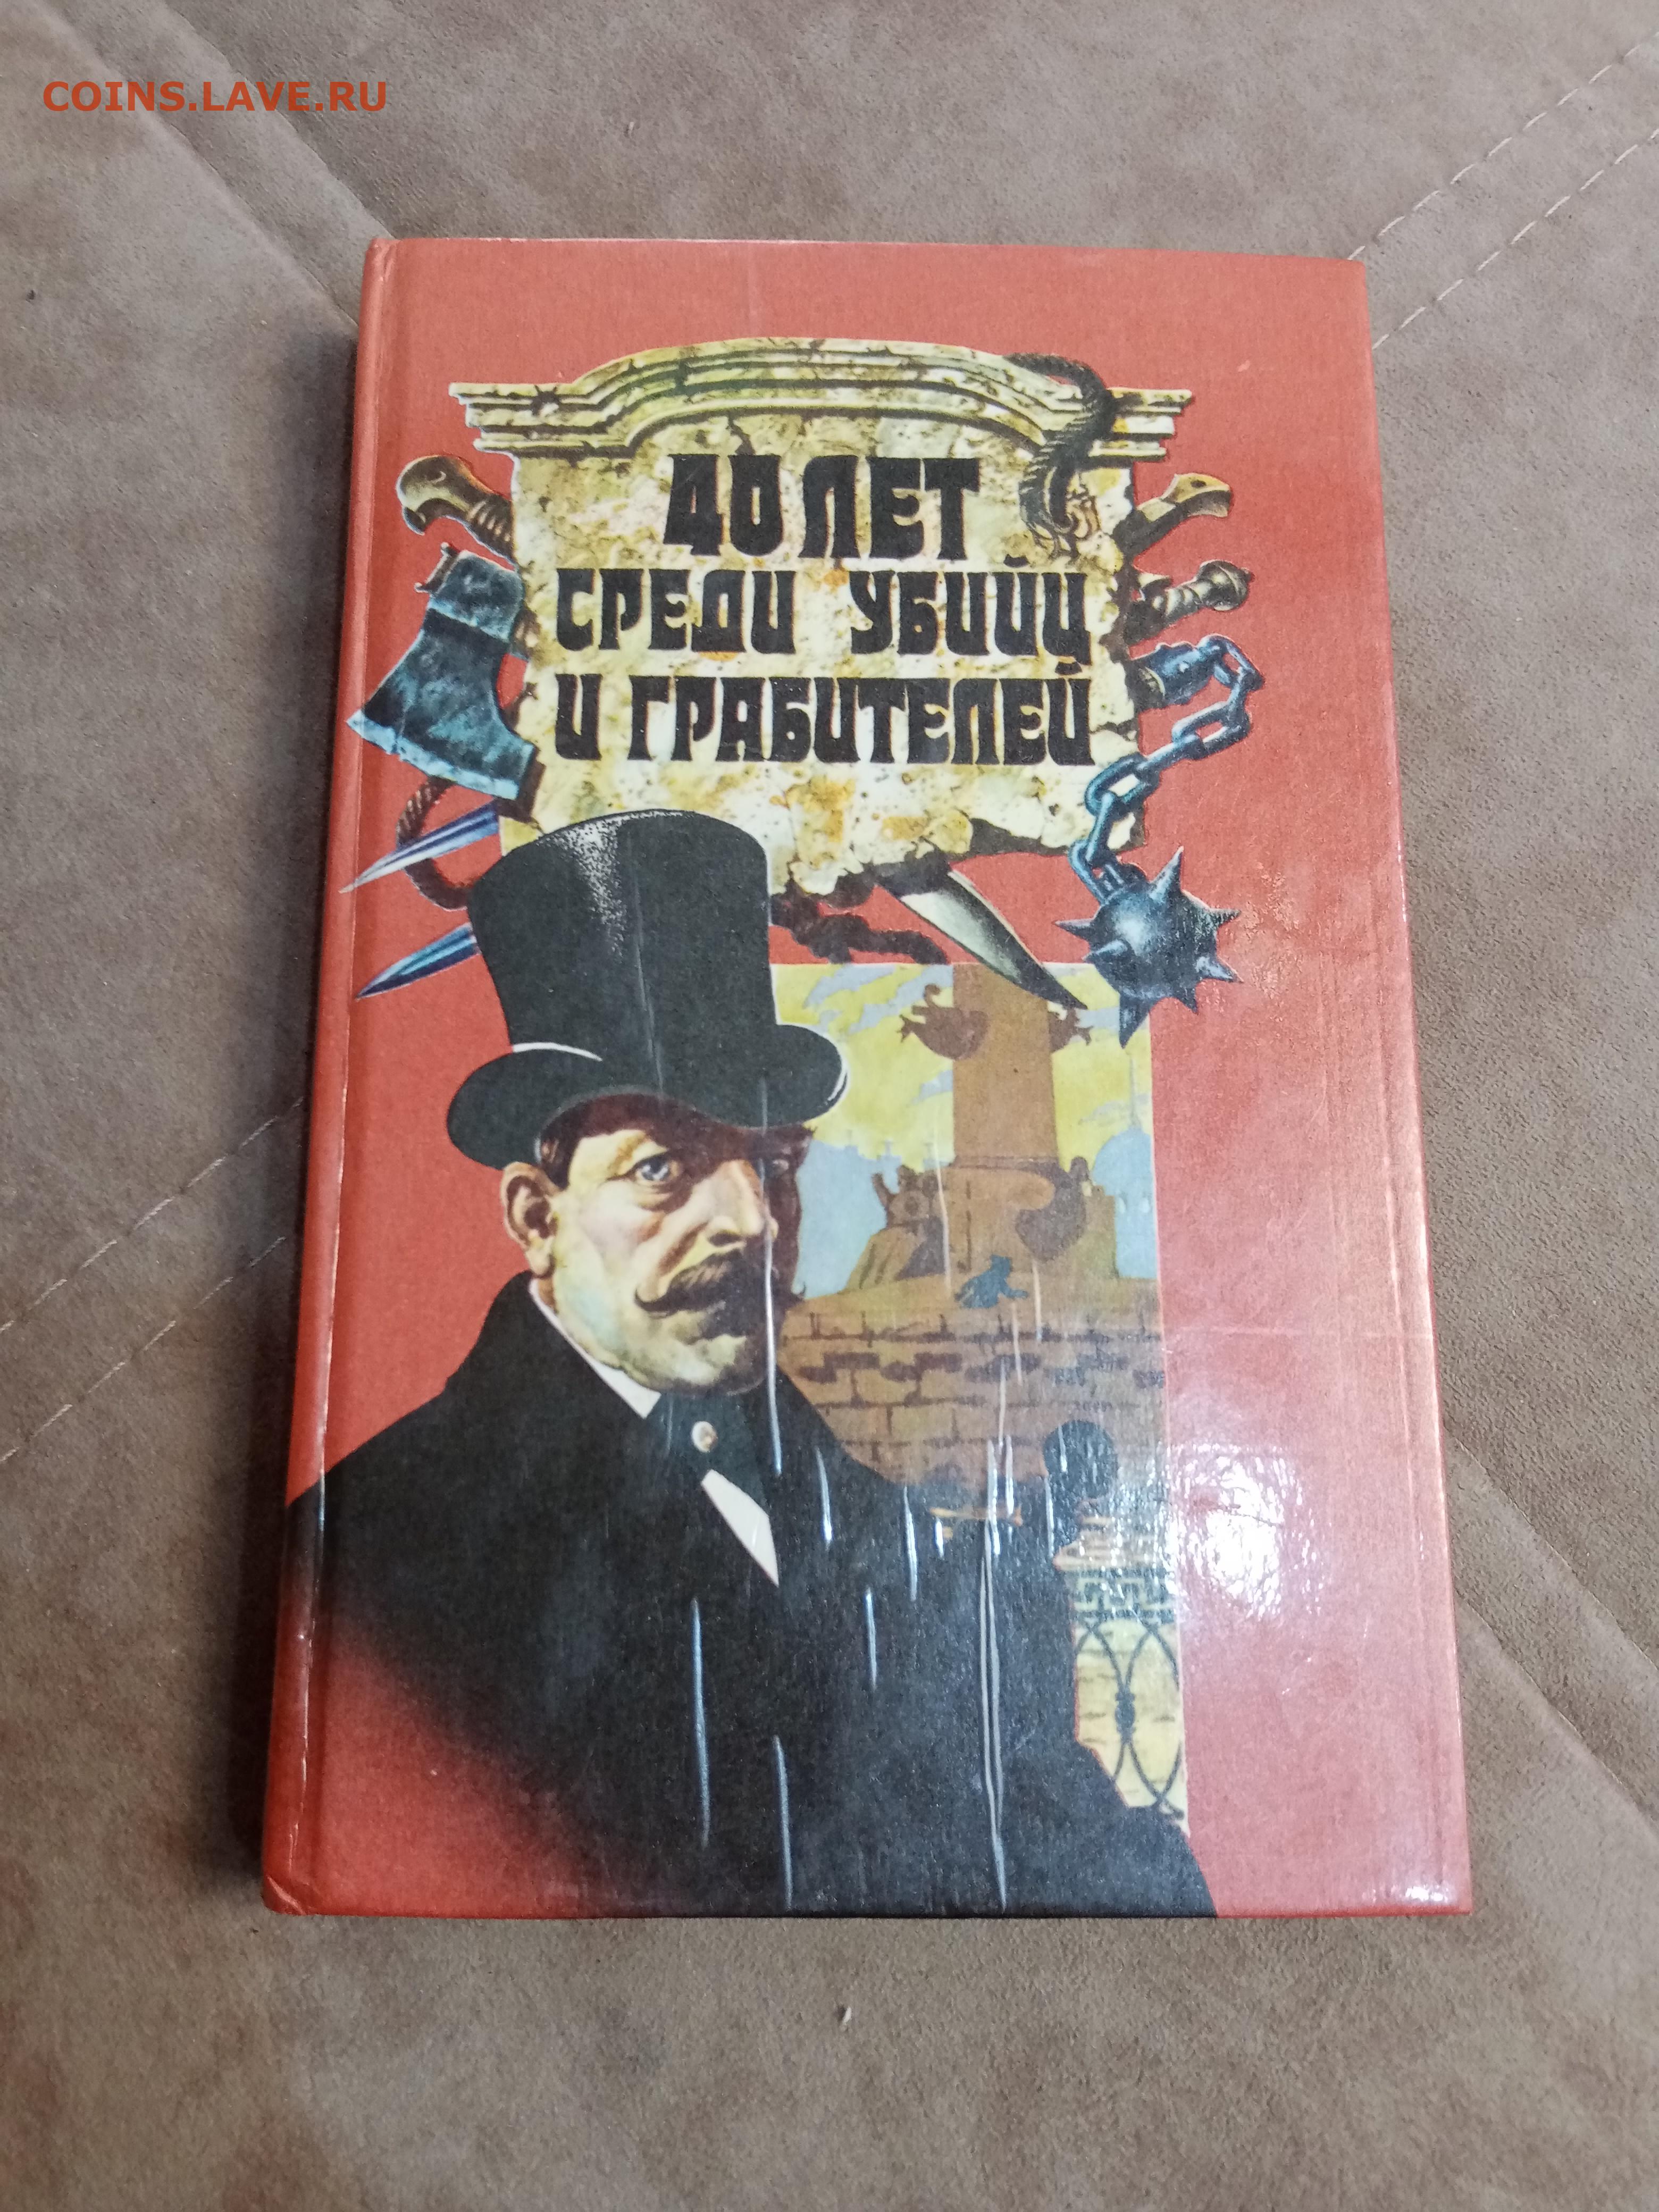 COINS.LAVE.RU
40 ЛЕТ
СРЕДИ УБИЙЦ
И ГРАБИТЕЛЕЙ